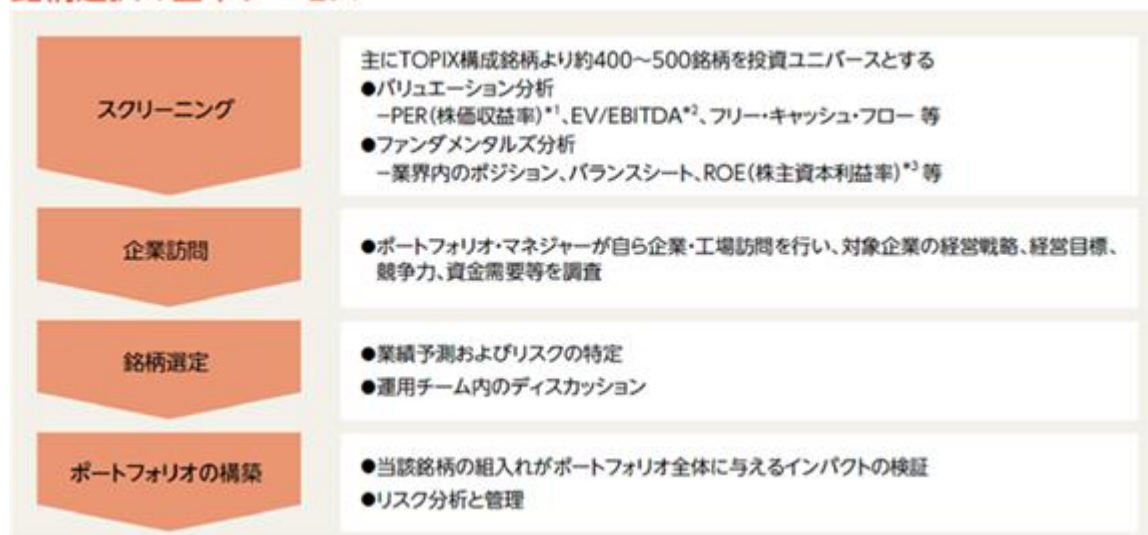 スクリーニング
主にTOPIX構成銘柄より約400〜500銘柄を投資ユニバースとする
●バリュエーション分析
−PER(株価収益率)*1、EV/EBITDA*2、フリー・キャッシュ・フロー 等
●ファンダメンタルズ分析
−業界内のポジション、バランスシート、ROE(株主資本利益率)*3 等
企業訪問
●ポートフォリオ・マネジャーが自ら企業・工場訪問を行い、対象企業の経営戦略、経営目標、
競争力、資金需要等を調査
銘柄選定
●業績予測およびリスクの特定
●運用チーム内のディスカッション
ポートフォリオの構築
●当該銘柄の組入れがポートフォリオ全体に与えるインパクトの検証
●リスク分析と管理